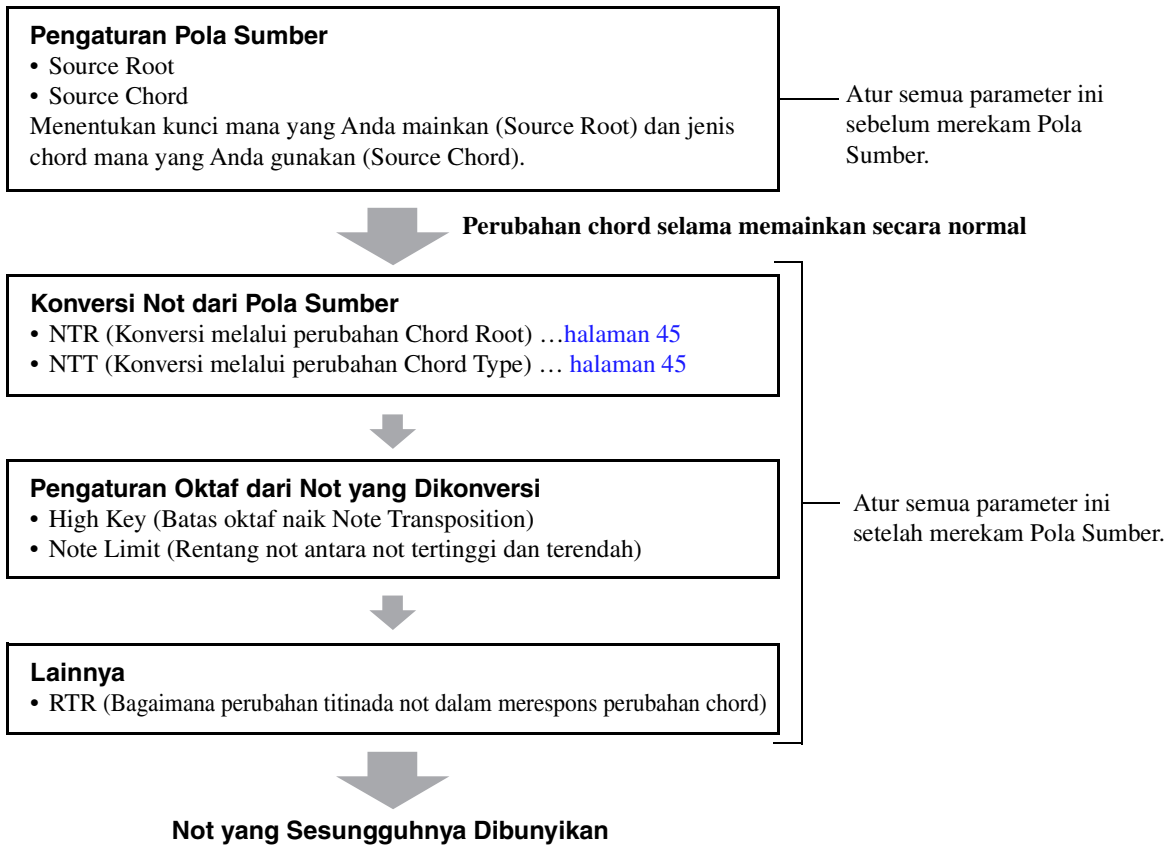 Pengaturan Pola Sumber
• Source Root
• Source Chord
Menentukan kunci mana yang Anda mainkan (Source Root) dan jenis
chord mana yang Anda gunakan (Source Chord).
Atur semua parameter ini
sebelum merekam Pola
Sumber.
Perubahan chord selama memainkan secara normal
Konversi Not dari Pola Sumber
• NTR (Konversi melalui perubahan Chord Root) …halaman 45
• NTT (Konversi melalui perubahan Chord Type) … halaman 45
Pengaturan Oktaf dari Not yang Dikonversi
• High Key (Batas oktaf naik Note Transposition)
• Note Limit (Rentang not antara not tertinggi dan terendah)
Atur semua parameter ini
setelah merekam Pola Sumber.
Lainnya
• RTR (Bagaimana perubahan titinada not dalam merespons perubahan chord)
Not yang Sesungguhnya Dibunyikan